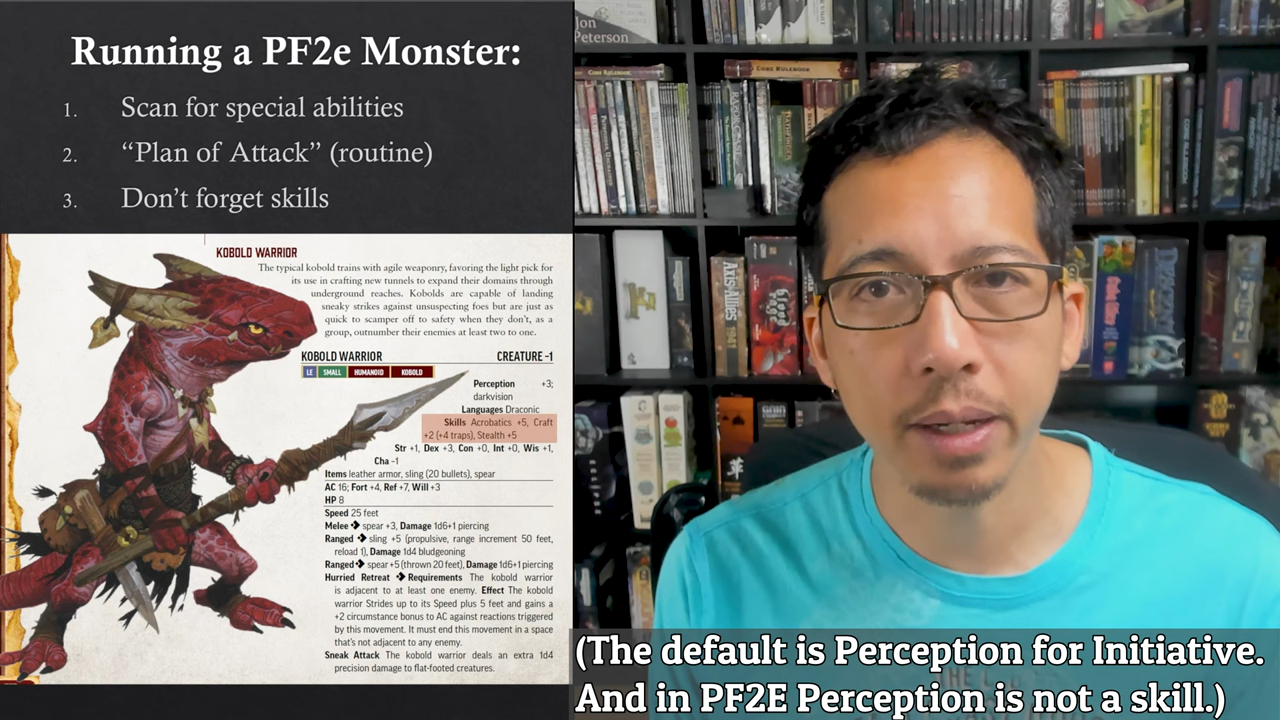 Running a PF2e Monster:
1. Scan for special abilities
2. “Plan of Attack” (routine)
3. Don’t forget skills
KOBOLD WARRIOR
The typical kobold trains with agile weaponry, favoring the light pick for
its use in crafting new tunnels to expand their domains through
underground reaches. Kobolds are capable of landing
sneaky strikes against unsuspecting foes but are just as
quick to scamper off to safety when they don’t, as a
group, outnumber their enemies at least two to one.
KOBOLD WARRIOR CREATURE -1
LE SMALL HUMANOID KOBOLD
Perception +3;
darkvision
Languages Draconic
Skills Acrobatics +5, Craft
+2 (+4 traps), Stealth +5
Str +1, Dex +3, Con +0, Int +0, Wis +1,
Cha -1
Items leather armor, sling (20 bullets), spear
AC 16; Fort +4, Ref +7, Will +3
HP 8
Speed 25 feet
Melee spear +3, Damage 1d6+1 piercing
Ranged sling +5 (propulsive, range increment 50 feet,
reload 1), Damage 1d4 bludgeoning
Ranged spear +5 (thrown 20 feet), Damage 1d6+1 piercing
Hurried Retreat Requirements The kobold warrior
is adjacent to at least one enemy. Effect The kobold
warrior Strides up to its Speed plus 5 feet and gains a
+2 circumstance bonus to AC against reactions triggered
by this movement. It must end this movement in a space
that’s not adjacent to any enemy.
Sneak Attack The kobold warrior deals an extra 1d4
precision damage to flat-footed creatures.
Jon
Peterson
CORE RULEBOOK
CORE RULEBOOK
PATHFINDER
Axis & Allies 1941
blood rage
(The default is Perception for Initiative.
And in PF2E Perception is not a skill.)